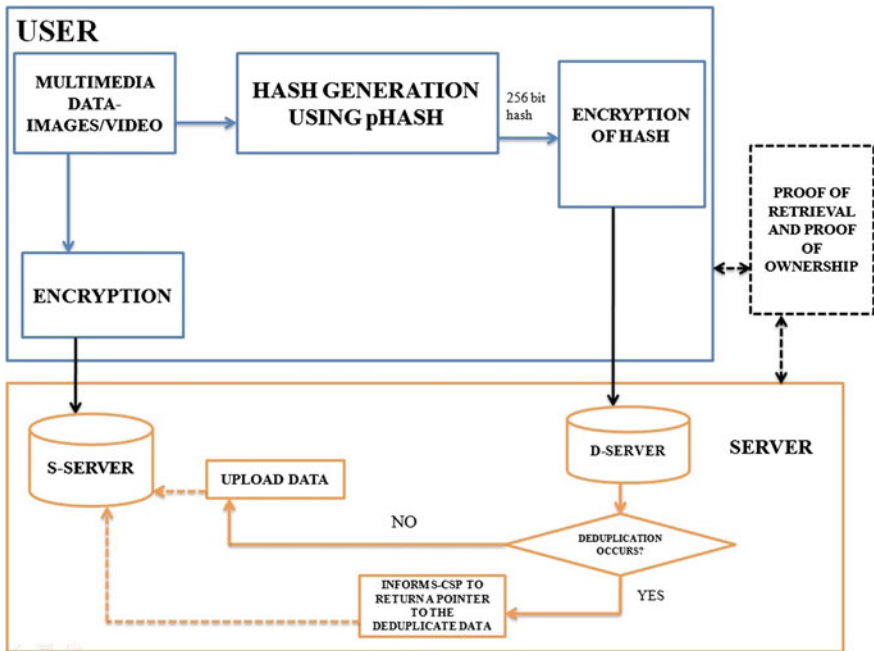 USER
MULTIMEDIA
DATA-
IMAGES/VIDEO
HASH GENERATION
USING pHASH
256 bit
hash
ENCRYPTION
OF HASH
PROOF OF
RETRIEVAL
AND PROOF
OF
OWNERSHIP
ENCRYPTION
S-SERVER
UPLOAD DATA
D-SERVER
SERVER
NO
DEDUPLICATION
OCCURS?
YES
INFORMS-CSP TO
RETURN A POINTER
TO THE
DEDUPLICATE DATA